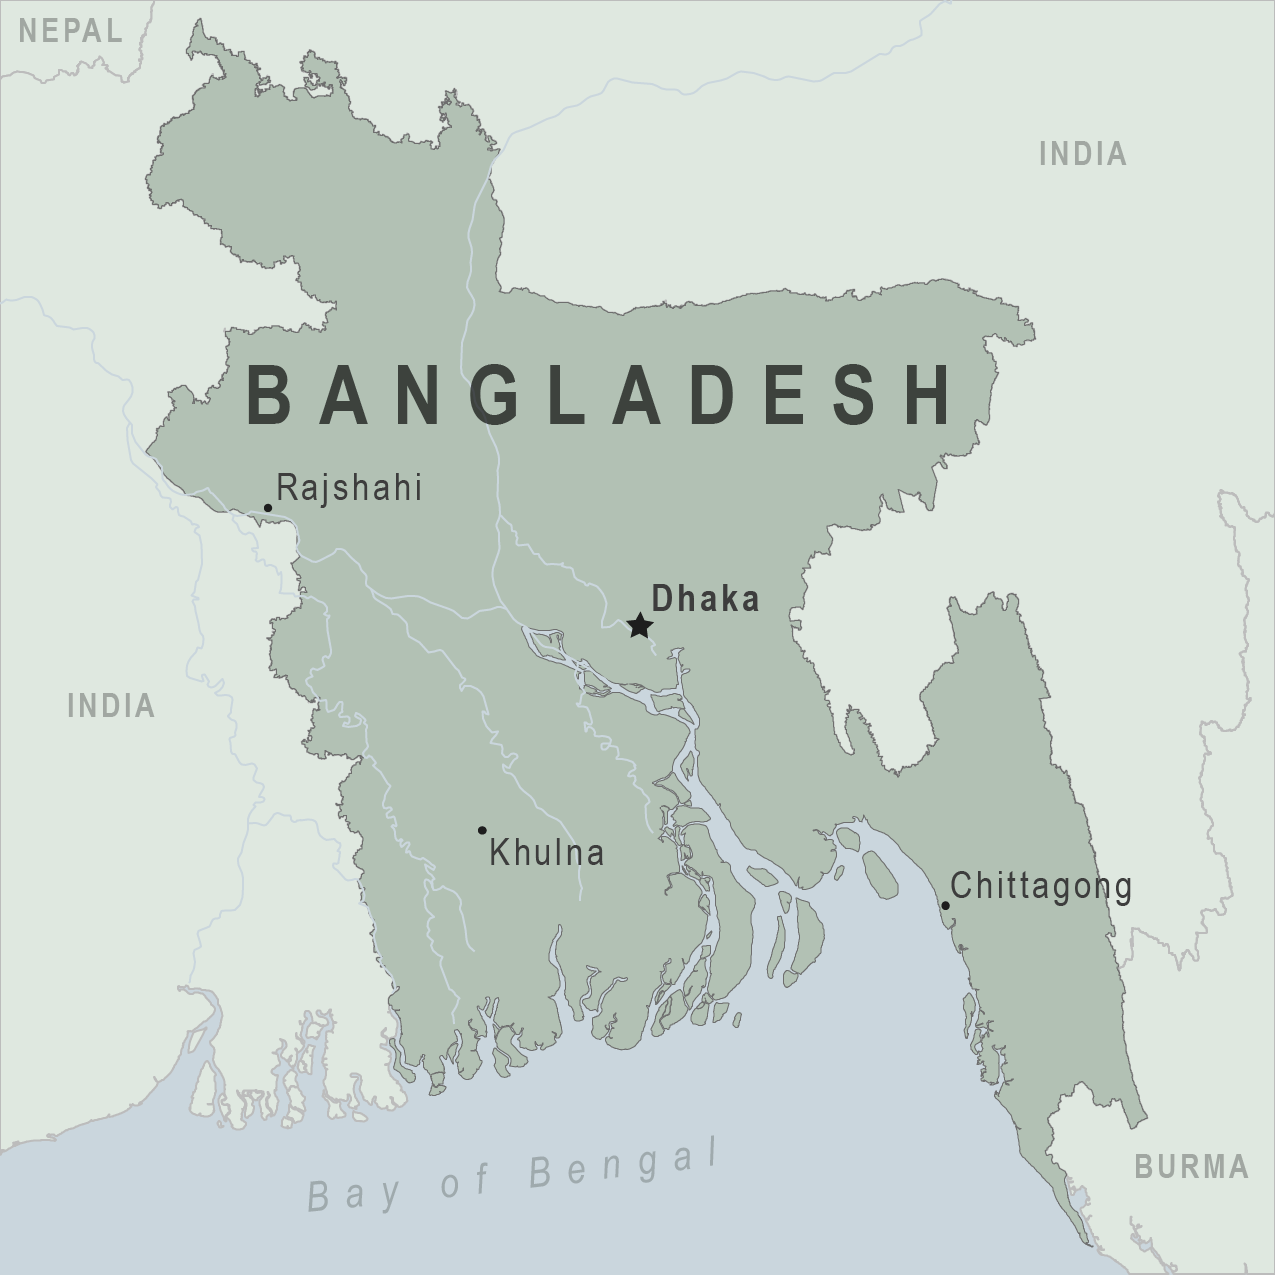 NEPAL
INDIA
BANGLADESH
Rajshahi
Dhaka
INDIA
Khulna
Chittagong
Bay of Bengal
BURMA